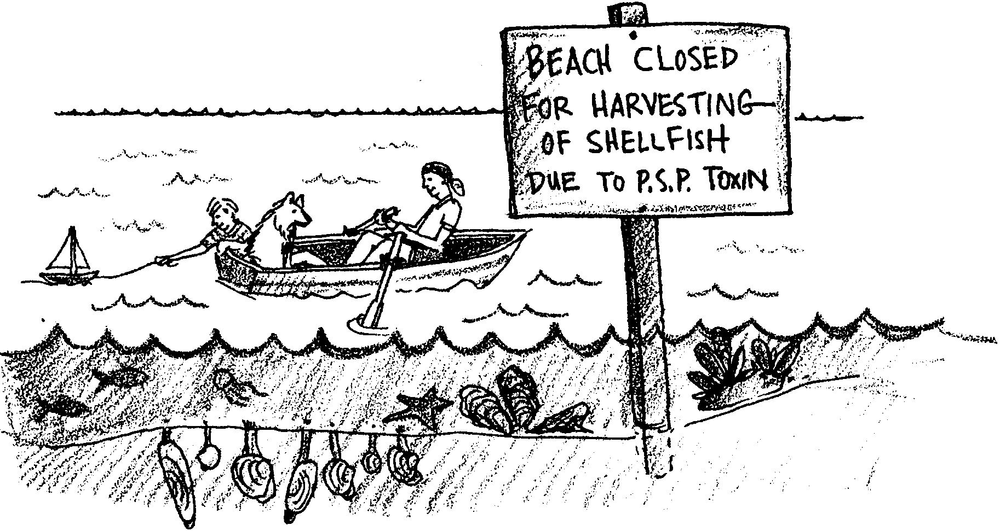 BEACH CLOSED
FOR HARVESTING
OF SHELLFISH
DUE TO P.S.P. TOXIN